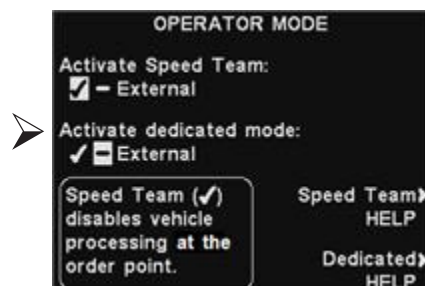 OPERATOR MODE
Activate Speed Team:
✓ – External
Activate dedicated mode:
✓ – External
Speed Team (✓)
disables vehicle
processing at the
order point.
Speed Team❯
HELP
Dedicated❯
HELP